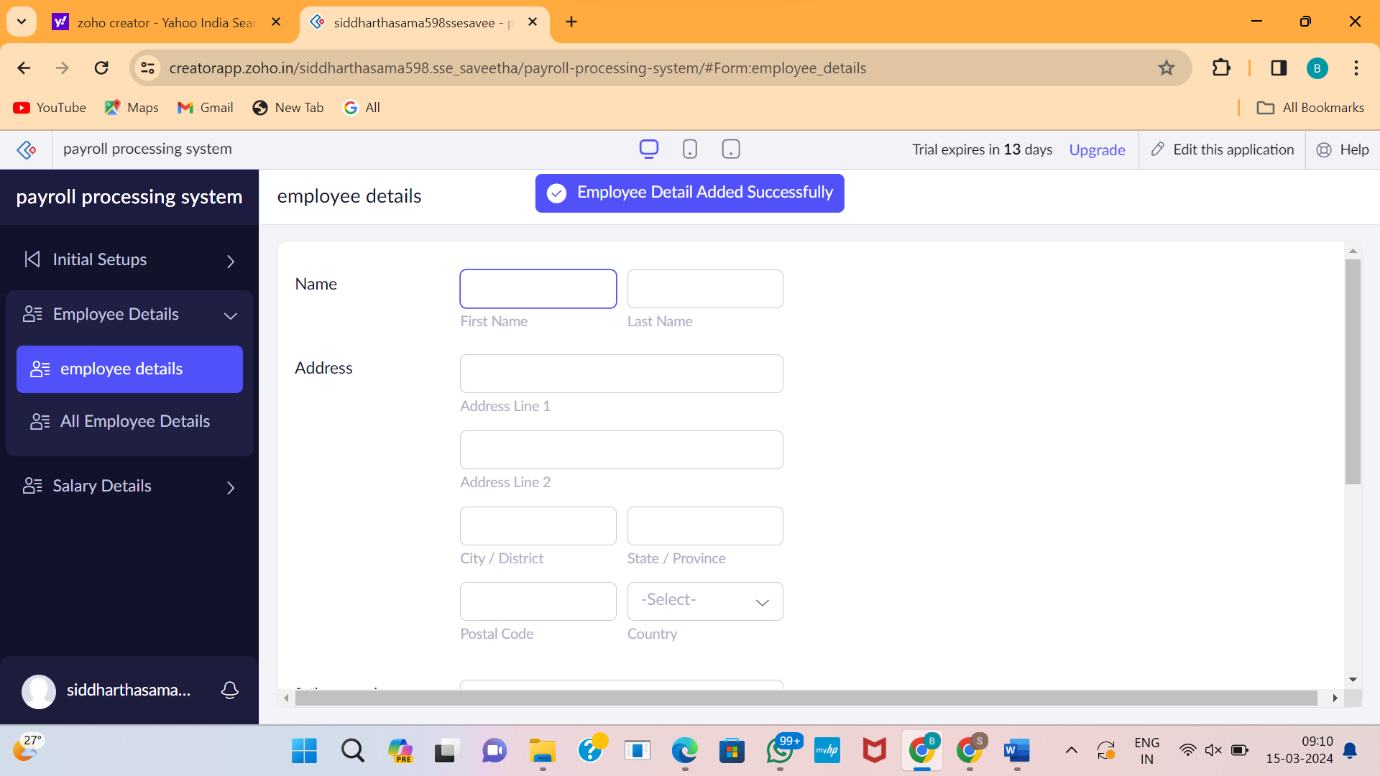 zoho creator - Yahoo India Sear
siddharthasama598ssesavee - p
creatorapp.zoho.in/siddharthasama598.sse_saveetha/payroll-processing-system/#Form:employee_details
B
YouTube
Maps
Gmail
New Tab
All
All Bookmarks
payroll processing system
Trial expires in 13 days
Upgrade
Edit this application
Help
payroll processing system
employee details
Employee Detail Added Successfully
Initial Setups
Employee Details
employee details
All Employee Details
Salary Details
siddharthasama...
Name
First Name
Last Name
Address
Address Line 1
Address Line 2
City / District
State / Province
Postal Code
-Select-
Country
27°
PRE
99+
myhp
B
S
W
ENG
IN
09:10
15-03-2024